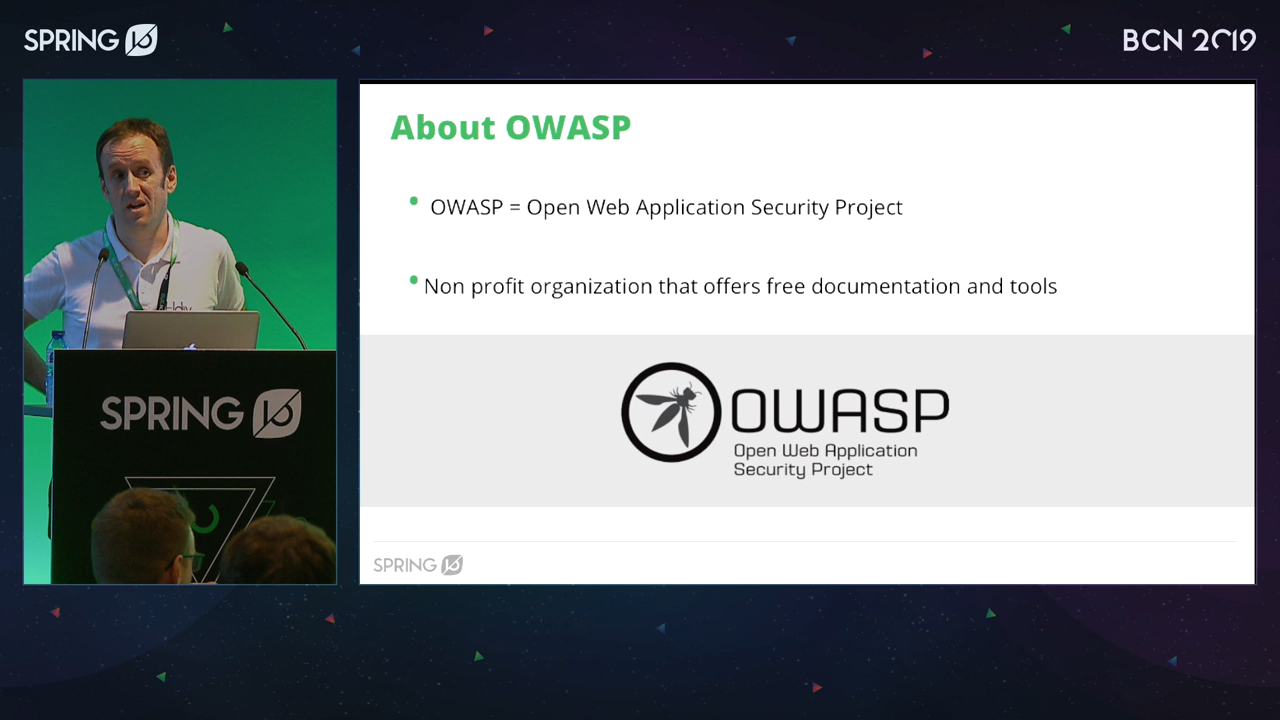 SPRING
BCN 2019
About OWASP
OWASP = Open Web Application Security Project
Non profit organization that offers free documentation and tools
OWASP
Open Web Application
Security Project
SPRING
SPRING